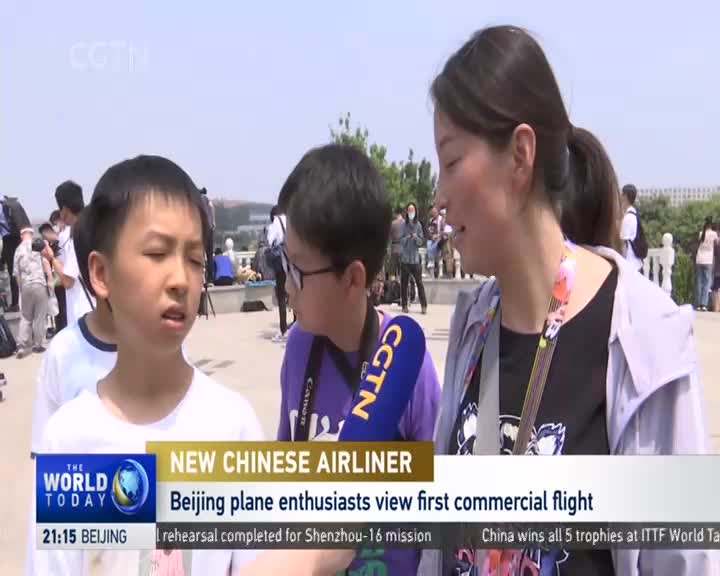 CGTN
Canon
CGTN
NEW CHINESE AIRLINER
THE
WORLD
TODAY
Beijing plane enthusiasts view first commercial flight
21:15 BEIJING
l rehearsal completed for Shenzhou-16 mission China wins all 5 trophies at ITTF World Ta